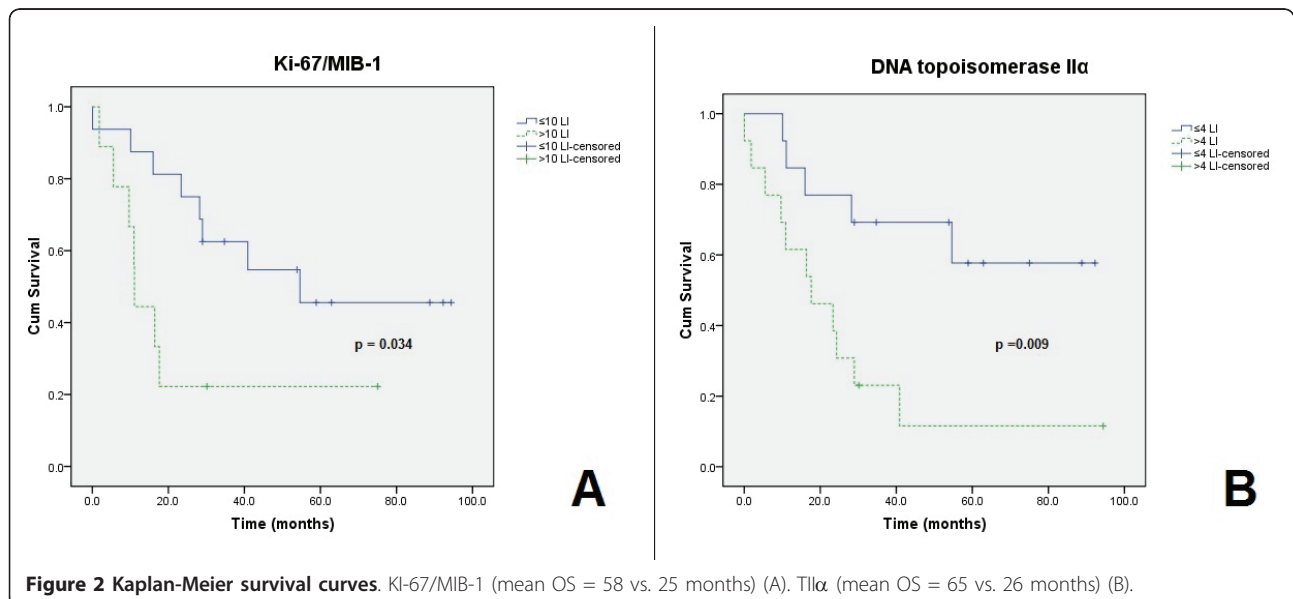 Ki-67/MIB-1
Cum Survival
1.0
0.8
0.6
0.4
0.2
0.0
0.0 20.0 40.0 60.0 80.0 100.0
Time (months)
p = 0.034
≤10 LI
>10 LI
≤10 LI-censored
>10 LI-censored
A
DNA topoisomerase IIα
Cum Survival
1.0
0.8
0.6
0.4
0.2
0.0
0.0 20.0 40.0 60.0 80.0 100.0
Time (months)
p =0.009
≤4 LI
>4 LI
≤4 LI-censored
>4 LI-censored
B
Figure 2 Kaplan-Meier survival curves. KI-67/MIB-1 (mean OS = 58 vs. 25 months) (A). TIIα (mean OS = 65 vs. 26 months) (B).